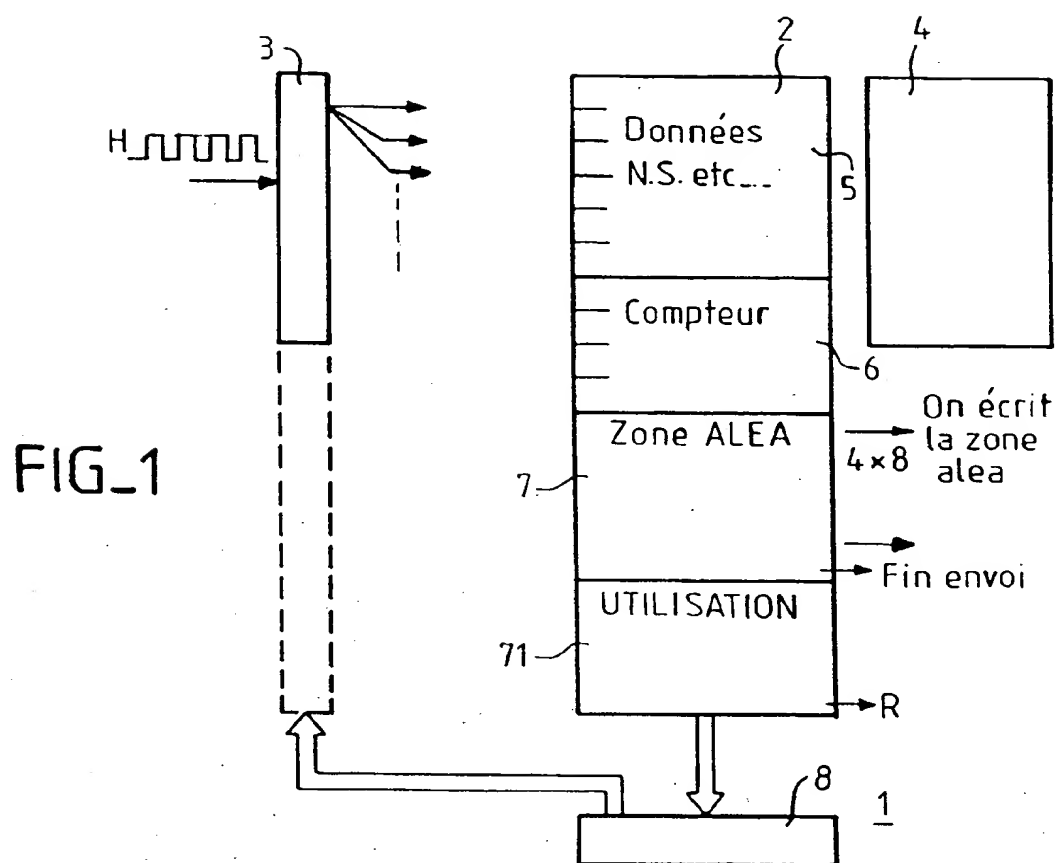 3
2
4
H
Données
N.S. etc...
5
Compteur
6
Zone ALEA
On écrit
4×8
la zone
alea
7
Fin envoi
FIG_1
UTILISATION
71
R
8
1